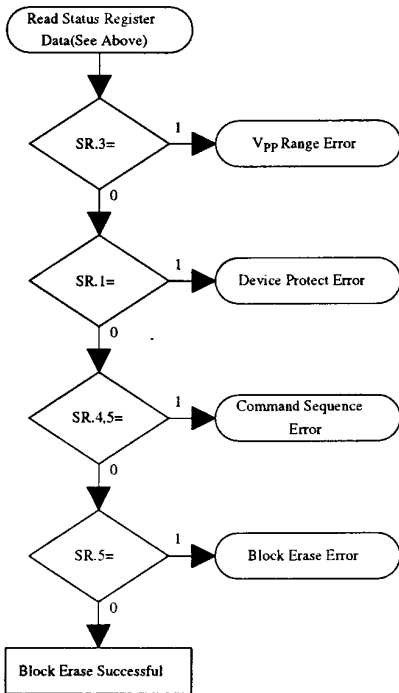 Read Status Register
Data(See Above)
SR.3=
1
VPP Range Error
0
SR.1=
1
Device Protect Error
0
SR.4,5=
1
Command Sequence
Error
0
SR.5=
1
Block Erase Error
0
Block Erase Successful